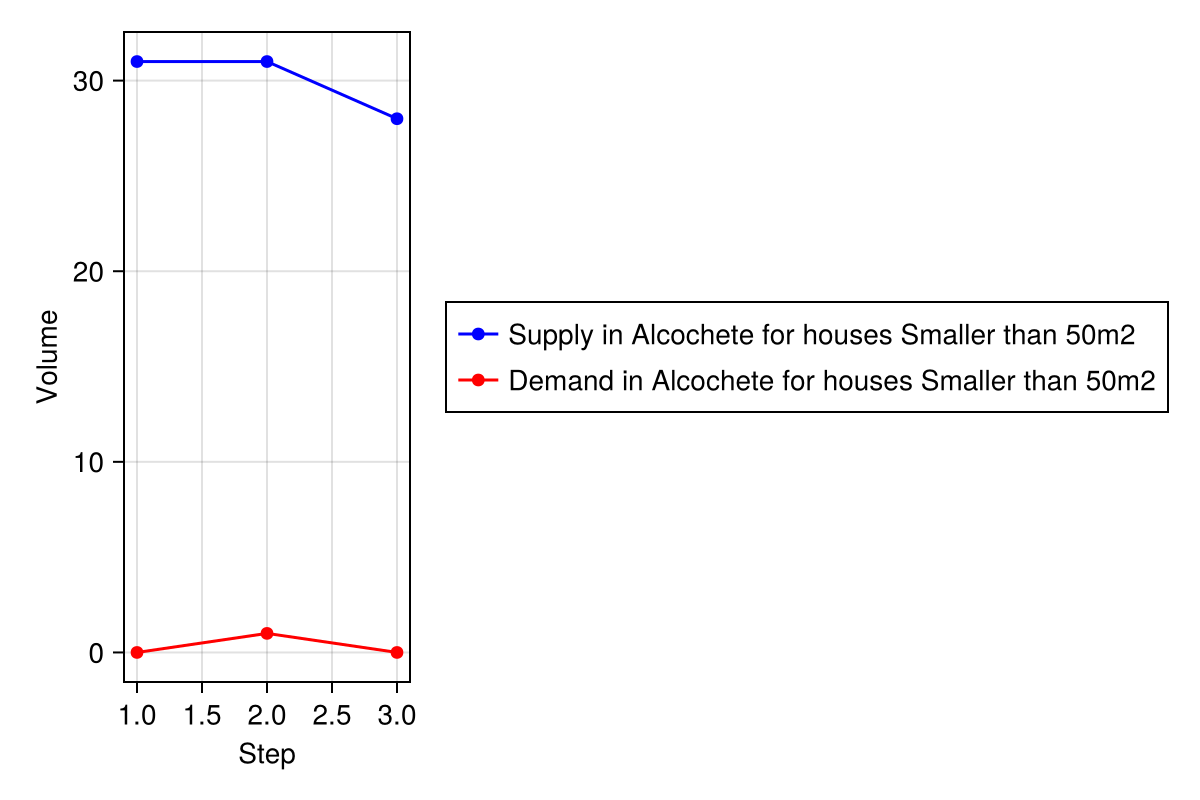 Volume
30
20
10
0
1.0 1.5 2.0 2.5 3.0
Step
Supply in Alcochete for houses Smaller than 50m2
Demand in Alcochete for houses Smaller than 50m2